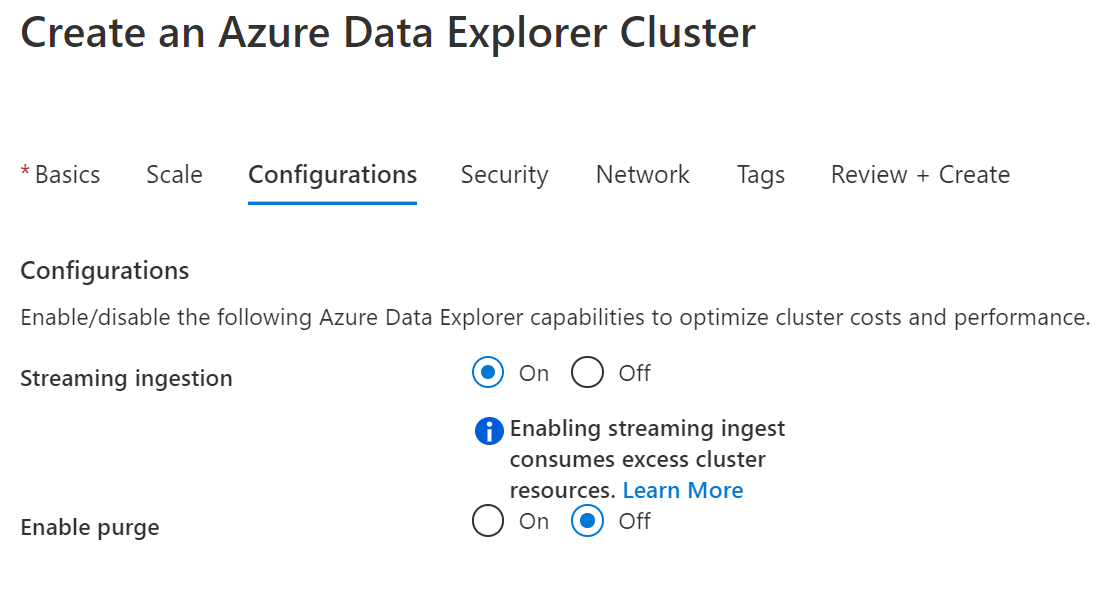 Create an Azure Data Explorer Cluster
* Basics Scale Configurations Security Network Tags Review + Create
Configurations
Enable/disable the following Azure Data Explorer capabilities to optimize cluster costs and performance.
Streaming ingestion On Off
Enabling streaming ingest
consumes excess cluster
resources. Learn More
Enable purge On Off